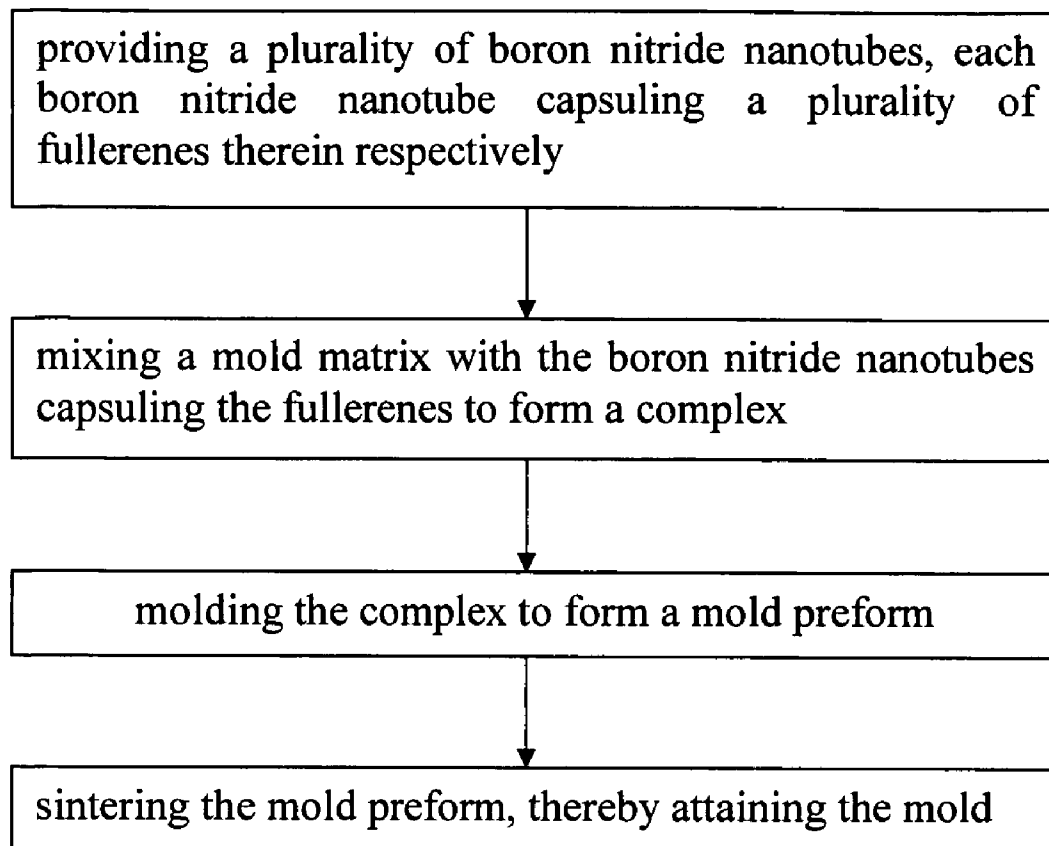 providing a plurality of boron nitride nanotubes, each
boron nitride nanotube capsuling a plurality of
fullerenes therein respectively
mixing a mold matrix with the boron nitride nanotubes
capsuling the fullerenes to form a complex
molding the complex to form a mold preform
sintering the mold preform, thereby attaining the mold